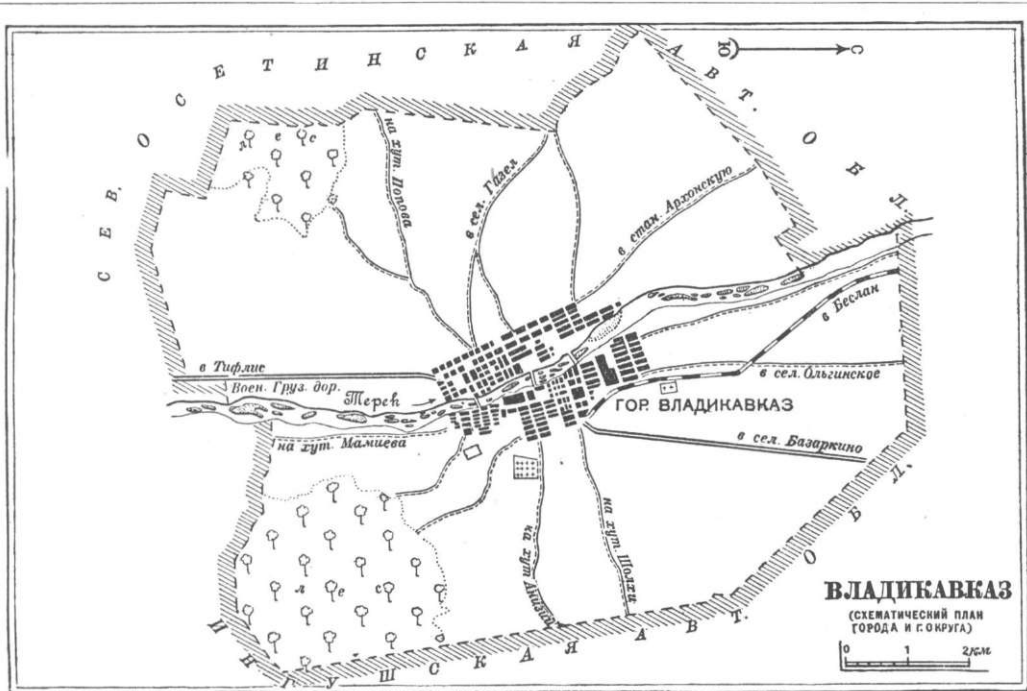 СЕВ. ОСЕТИНСКАЯ АВТ. ОБЛ.
Ю С
лес
на хут. Попова
в сел. Газел
в стан. Архонскую
в Беслан
в Тифлис
Воен. Груз. дор.
Терек
в сел. Ольгинское
ГОР. ВЛАДИКАВКАЗ
на хут. Мамиева
в сел. Базаркино
на хут. Шолхи
лес
ИНГУШСКАЯ АВТ. ОБЛ.
ВЛАДИКАВКАЗ
(СХЕМАТИЧЕСКИЙ ПЛАН
ГОРОДА И Г. ОКРУГА)
0 1 2 км